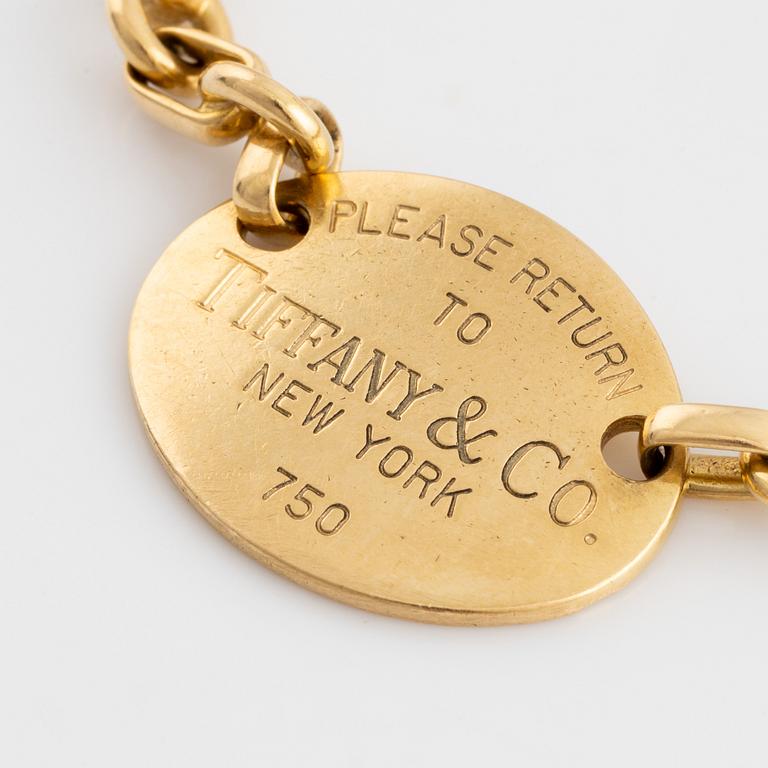 PLEASE RETURN
TO
TIFFANY & CO.
NEW YORK
750